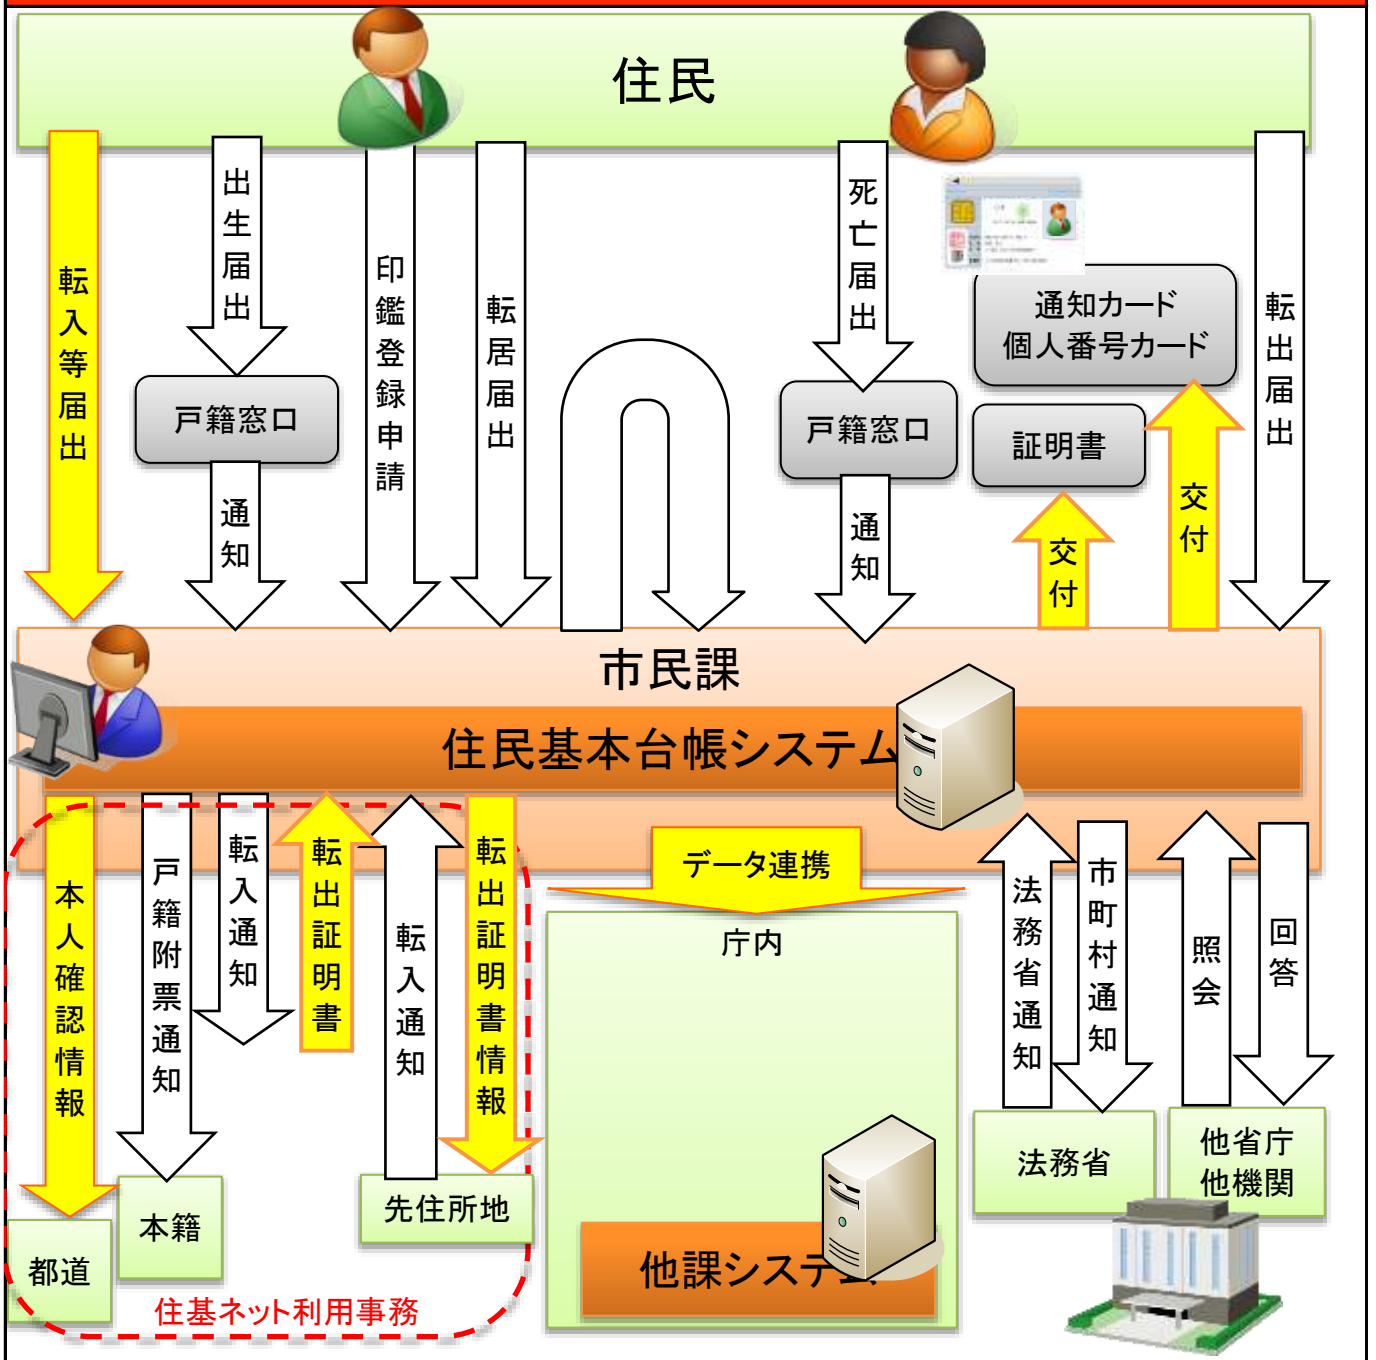 住民
転入等届出
出生届出
印鑑登録申請
転居届出
死亡届出
転出届出
通知カード
個人番号カード
戸籍窓口
戸籍窓口
証明書
通知
通知
交付
交付
市民課
住民基本台帳システム
本人確認情報
戸籍附票通知
転入通知
転出証明書
転入通知
転出証明書情報
データ連携
庁内
法務省通知
市町村通知
照会
回答
都道
本籍
先住所地
法務省
他省庁
他機関
他課システム
住基ネット利用事務